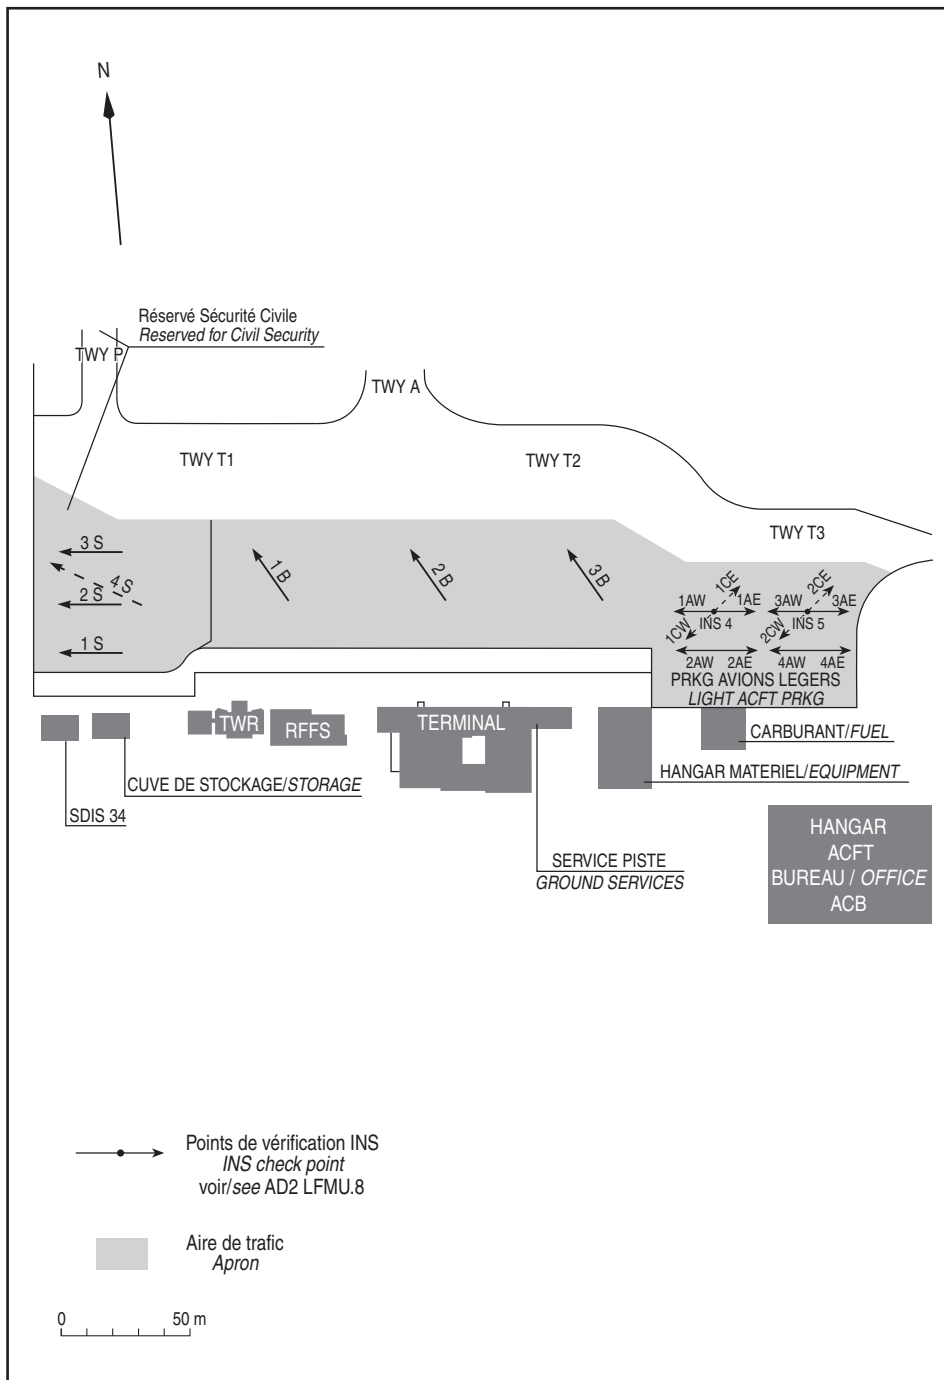 N
Réservé Sécurité Civile
Reserved for Civil Security
TWY P
TWY A
TWY T1
TWY T2
TWY T3
3 S
4 S
2 S
1 S
1 B
2 B
3 B
1CE
2CE
1AW
1AE
3AW
3AE
1CW
INS 4
2CW
INS 5
2AW
2AE
4AW
4AE
PRKG AVIONS LEGERS
LIGHT ACFT PRKG
TWR
RFFS
TERMINAL
CARBURANT/FUEL
CUVE DE STOCKAGE/STORAGE
HANGAR MATERIEL/EQUIPMENT
SDIS 34
SERVICE PISTE
GROUND SERVICES
HANGAR
ACFT
BUREAU / OFFICE
ACB
Points de vérification INS
INS check point
voir/see AD2 LFMU.8
Aire de trafic
Apron
0
50 m